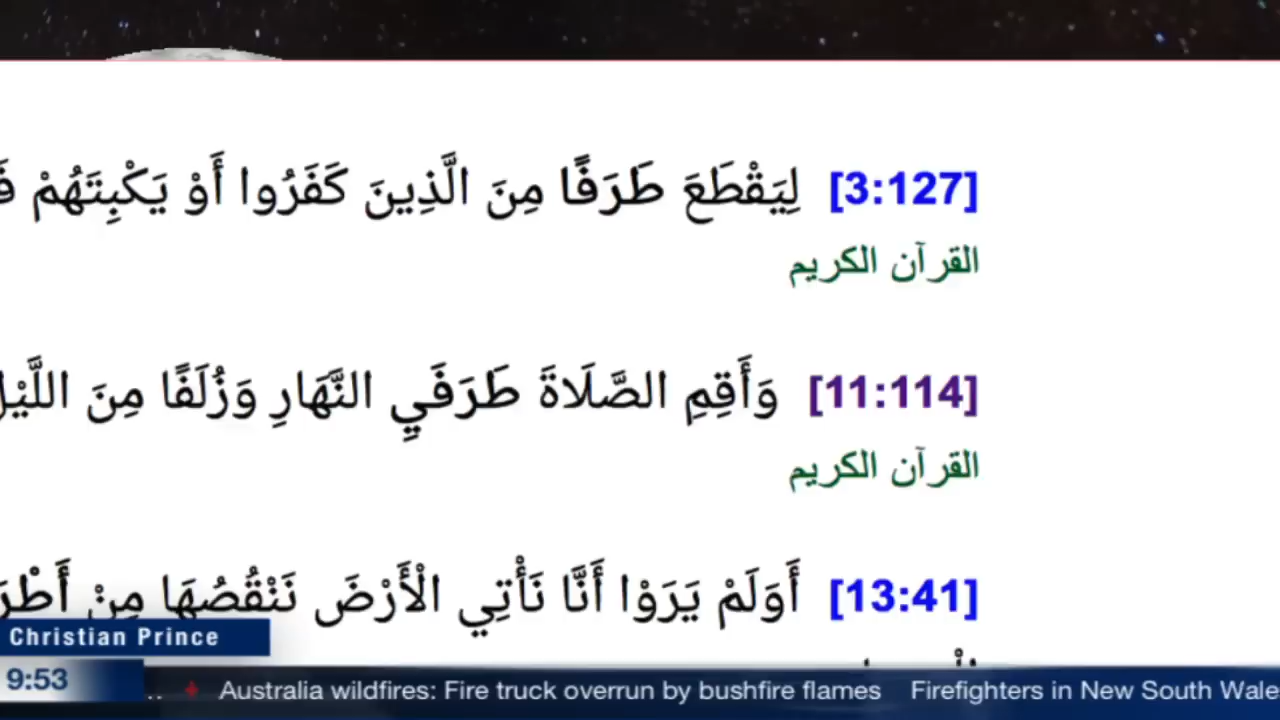 [3:127] لِيَقْطَعَ طَرَفًا مِنَ الَّذِينَ كَفَرُوا أَوْ يَكْبِتَهُمْ
القرآن الكريم
[11:114] وَأَقِمِ الصَّلَاةَ طَرَفَيِ النَّهَارِ وَزُلَفًا مِنَ اللَّيْل
القرآن الكريم
[13:41] أَوَلَمْ يَرَوْا أَنَّا نَأْتِي الْأَرْضَ نَنْقُصُهَا مِنْ
Christian Prince
9:53
.. Australia wildfires: Fire truck overrun by bushfire flames Firefighters in New South Wale